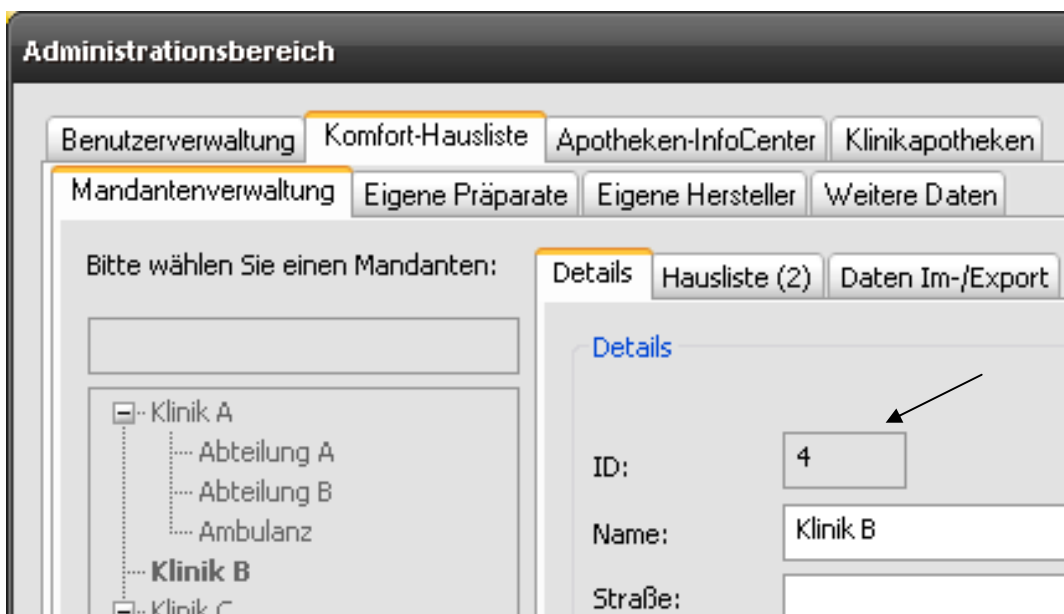 Administrationsbereich
Benutzerverwaltung Komfort-Hausliste Apotheken-InfoCenter Klinikapotheken
Mandantenverwaltung Eigene Präparate Eigene Hersteller Weitere Daten
Bitte wählen Sie einen Mandanten:
Details Hausliste (2) Daten Im-/Export
Details
Klinik A
Abteilung A
Abteilung B
Ambulanz
Klinik B
Klinik C
ID: 4
Name: Klinik B
Straße: